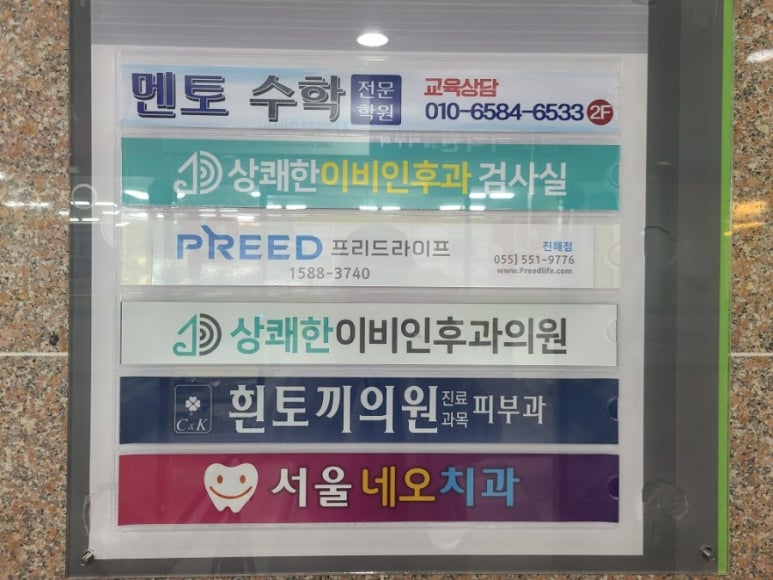 멘토 수학 전문 학원 교육상담 010-6584-6533 2F
상쾌한이비인후과 검사실
PREED 프리드라이프 1588-3740 진해점 055] 551-9776 www.Preedlife.com
상쾌한이비인후과의원
C&K 흰토끼의원 진료 과목 피부과
서울네오치과